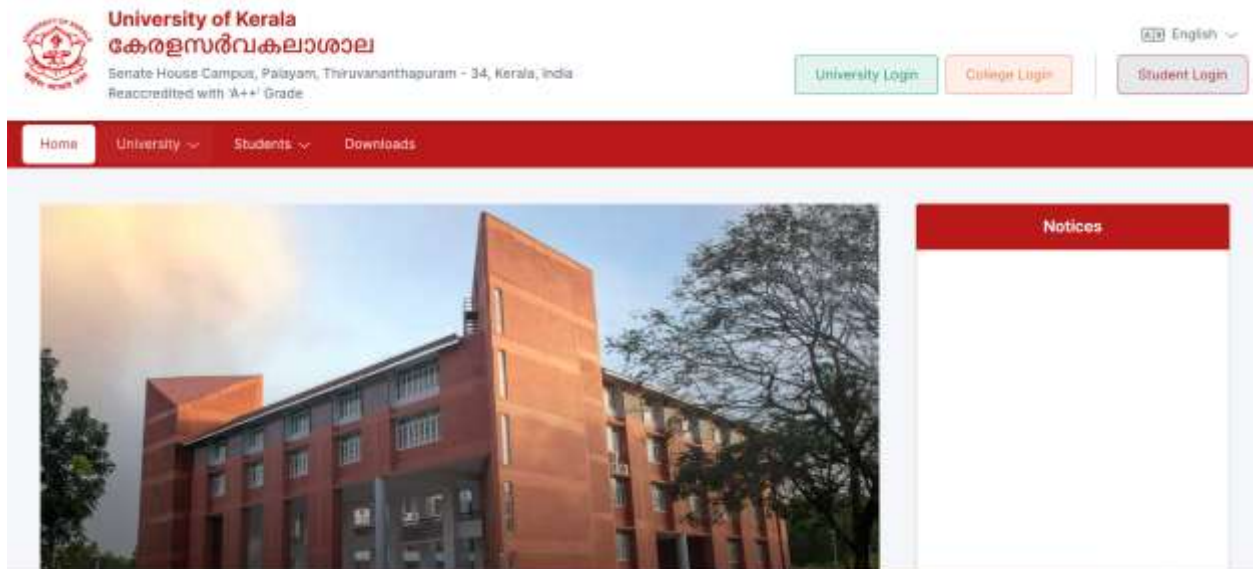 University of Kerala
കേരളസർവകലാശാല
Senate House Campus, Palayam, Thiruvananthapuram - 34, Kerala, India
Reaccredited with 'A++' Grade
English
University Login
College Login
Student Login
Home
University
Students
Downloads
Notices